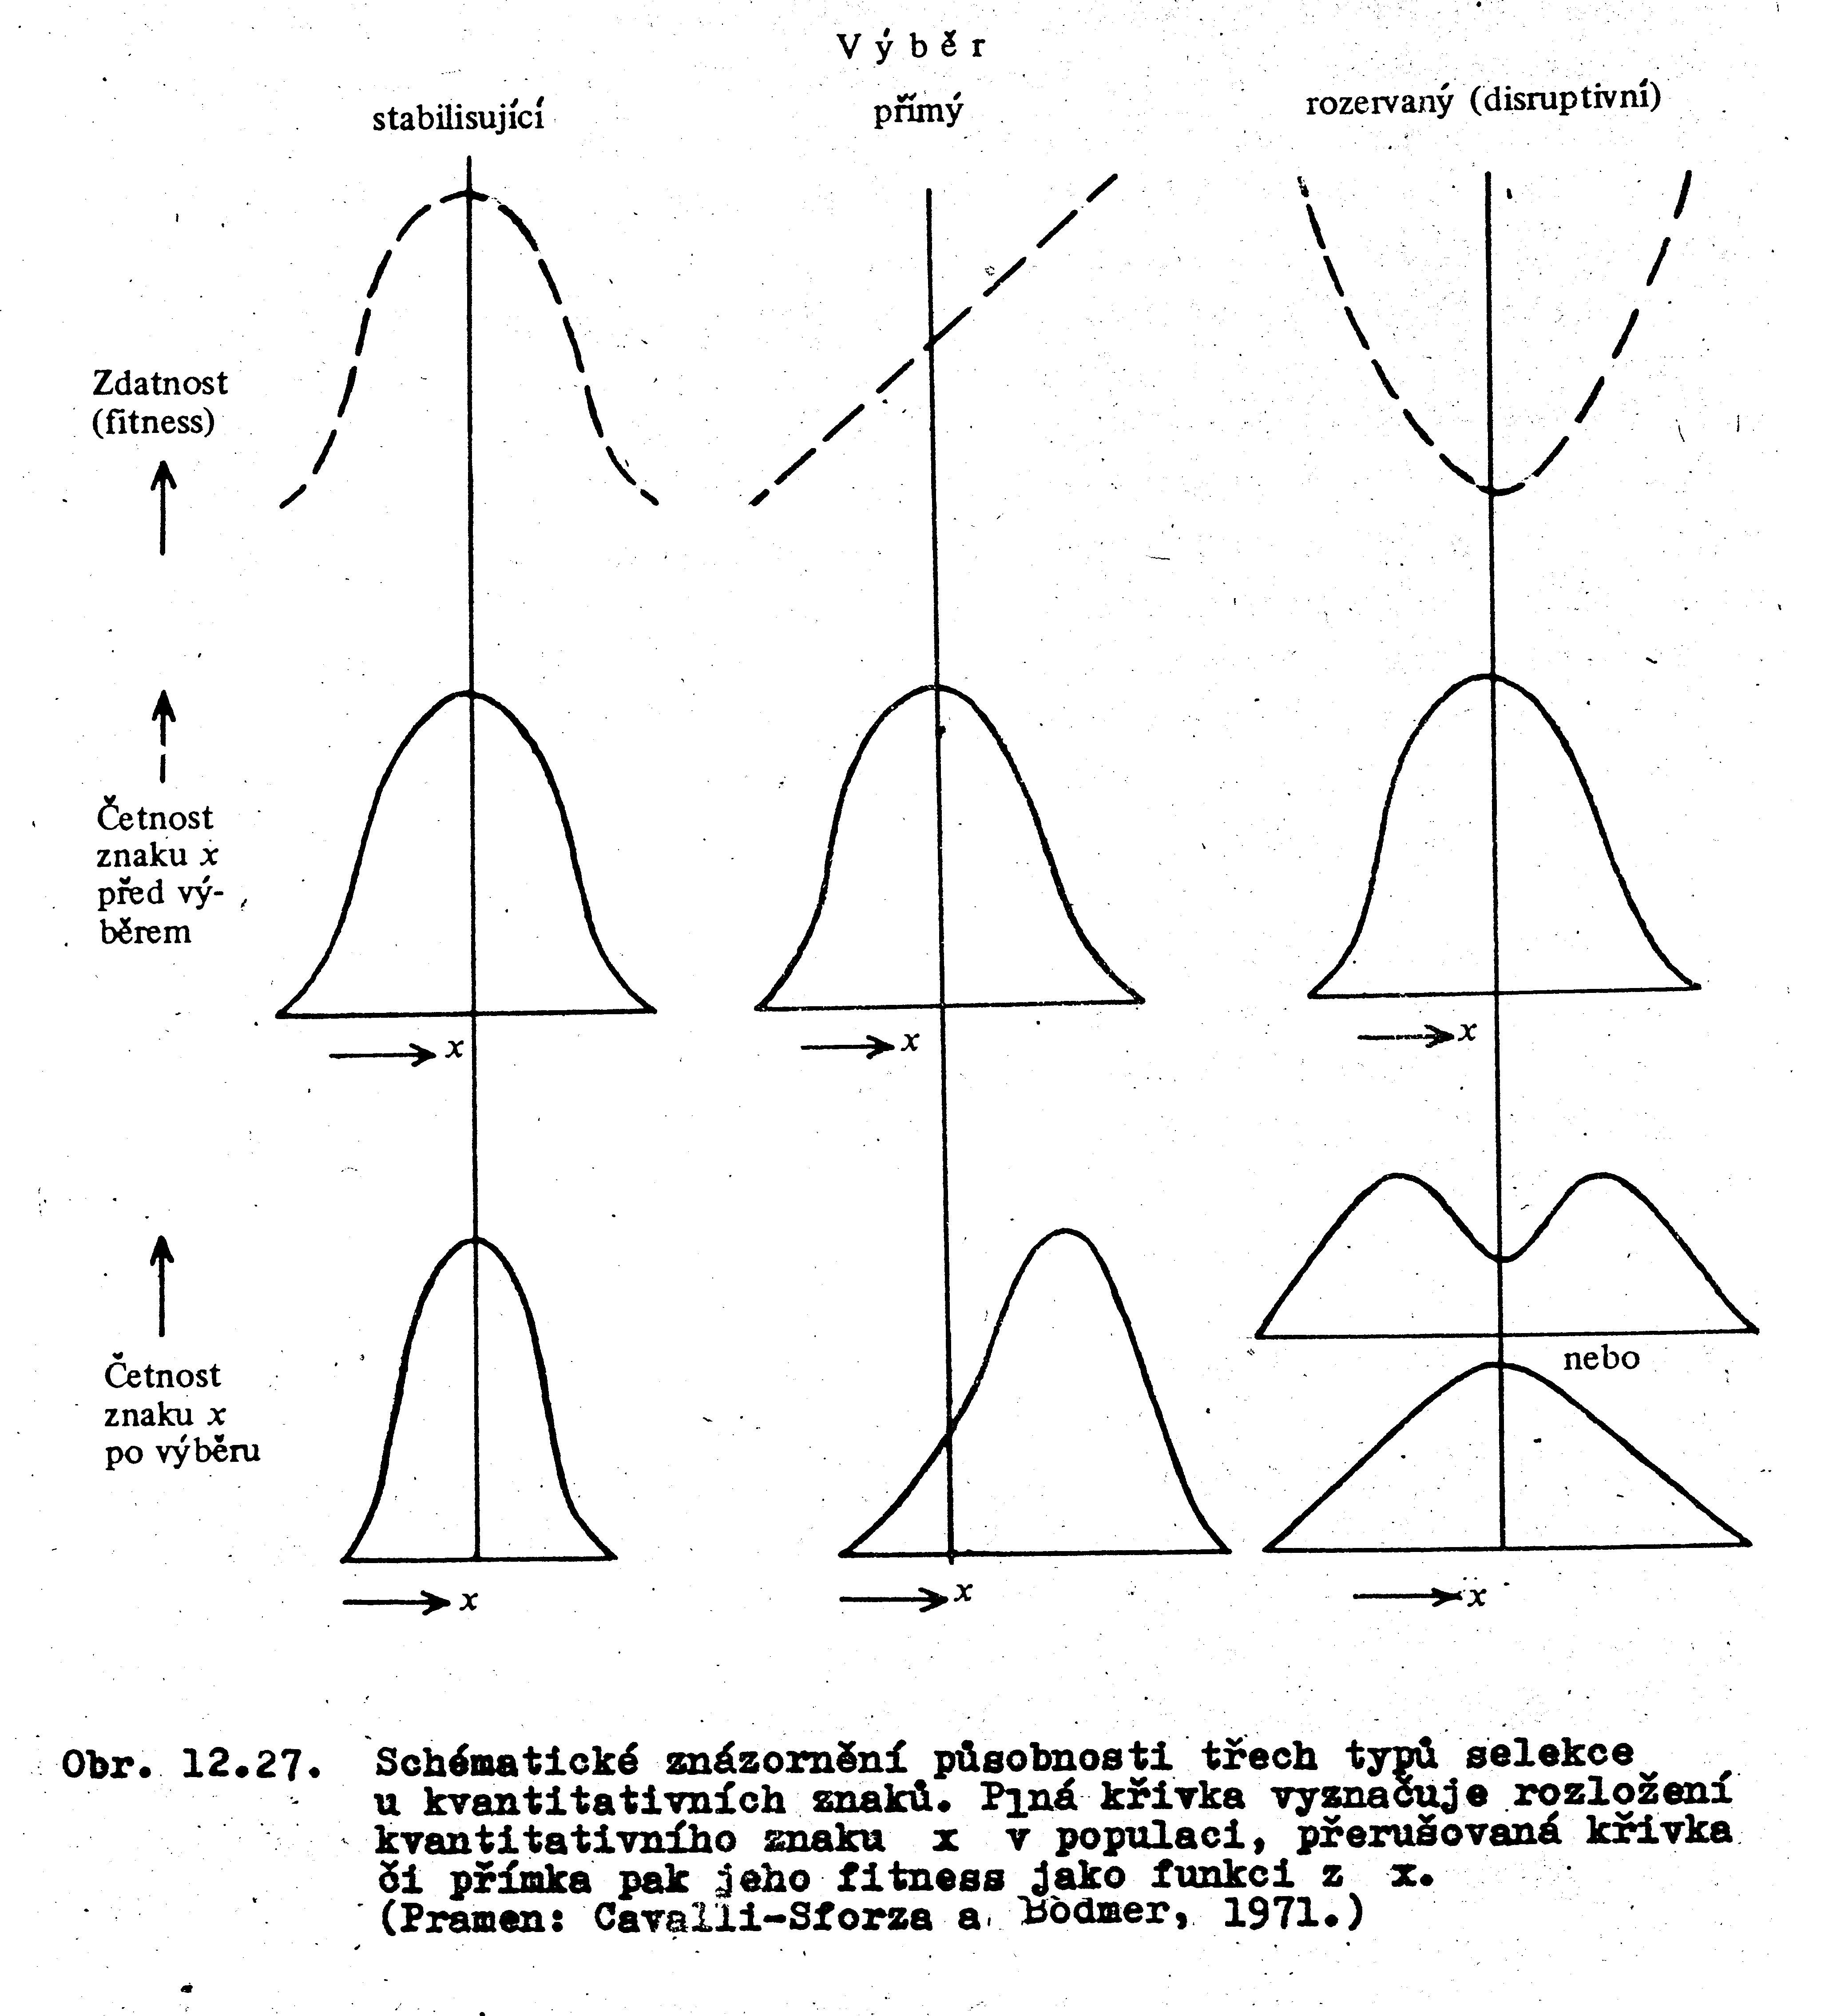 Výběr
stabilisující
přímý
rozervaný (disruptivní)
Zdatnost
(fitness)
Četnost
znaku x
před vý-
běrem
x
x
x
Četnost
znaku x
po výběru
nebo
x
x
x
Obr. 12.27. Schématické znázornění působnosti třech typů selekce
u kvantitativních znaků. Plná křivka vyznačuje rozložení
kvantitativního znaku x v populaci, přerušovaná křivka
či přímka pak jeho fitness jako funkci z x.
(Pramen: Cavalli-Sforza a Bodmer, 1971.)